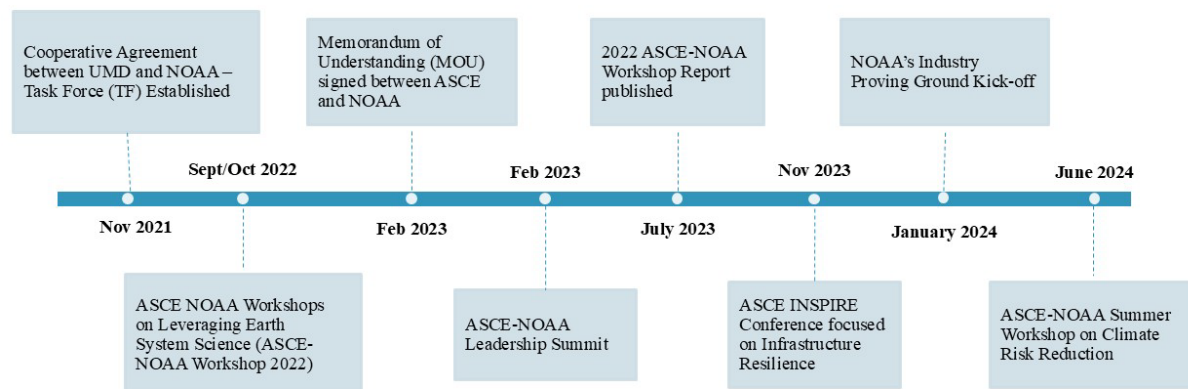 Cooperative Agreement
between UMD and NOAA –
Task Force (TF) Established
Memorandum of
Understanding (MOU)
signed between ASCE
and NOAA
2022 ASCE-NOAA
Workshop Report
published
NOAA's Industry
Proving Ground Kick-off
Sept/Oct 2022
Feb 2023
Nov 2023
June 2024
Nov 2021
Feb 2023
July 2023
January 2024
ASCE NOAA Workshops
on Leveraging Earth
System Science (ASCE-
NOAA Workshop 2022)
ASCE-NOAA
Leadership Summit
ASCE INSPIRE
Conference focused
on Infrastructure
Resilience
ASCE-NOAA Summer
Workshop on Climate
Risk Reduction